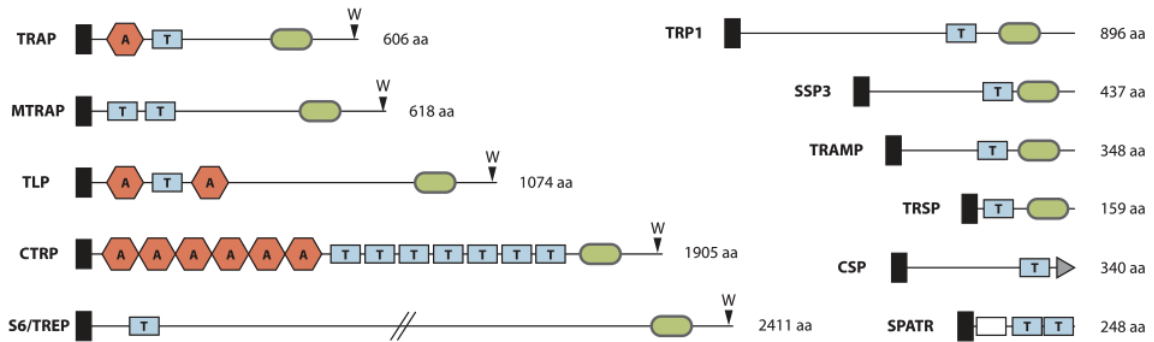 W
TRAP A T 606 aa
W
MTRAP T T 618 aa
W
TLP A T A 1074 aa
W
CTRP A A A A A A T T T T T T T 1905 aa
W
S6/TREP T 2411 aa
TRP1 T 896 aa
SSP3 T 437 aa
TRAMP T 348 aa
TRSP T 159 aa
CSP T 340 aa
SPATR T T 248 aa